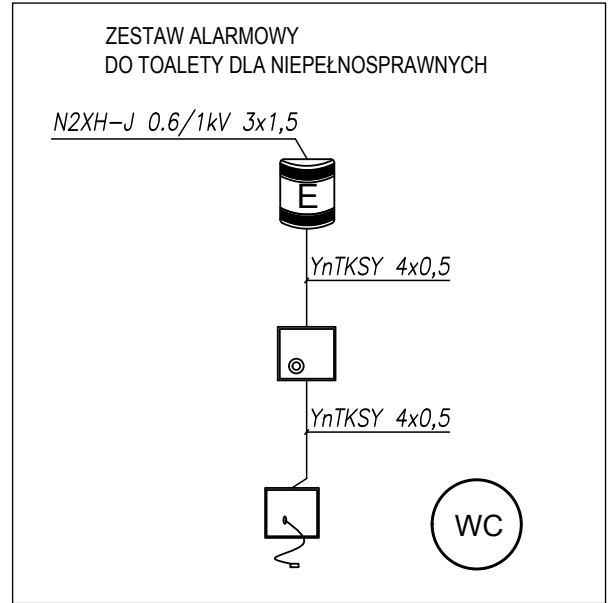 ZESTAW ALARMOWY
DO TOALETY DLA NIEPEŁNOSPRAWNYCH
N2XH-J 0.6/1kV 3x1,5
E
YnTKSY 4x0,5
YnTKSY 4x0,5
WC